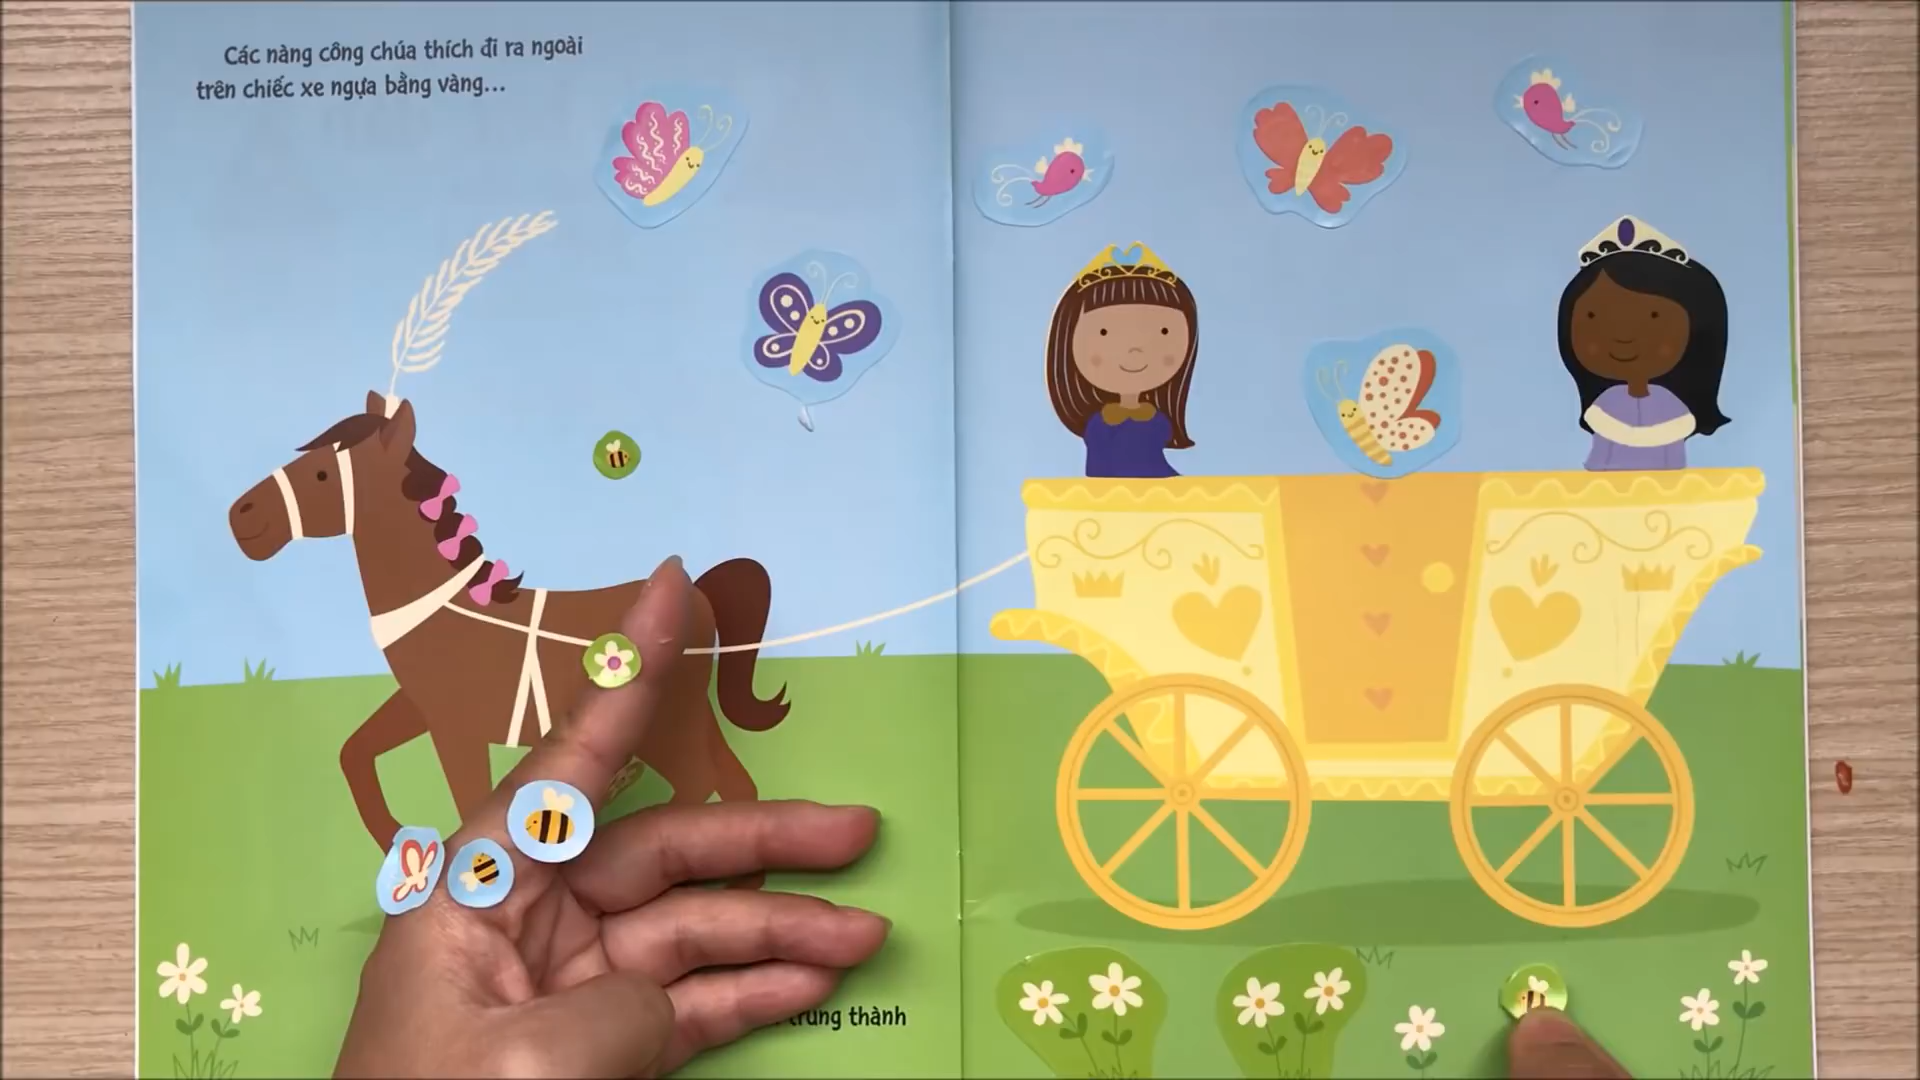 Các nàng công chúa thích đi ra ngoài
trên chiếc xe ngựa bằng vàng...
trung thành